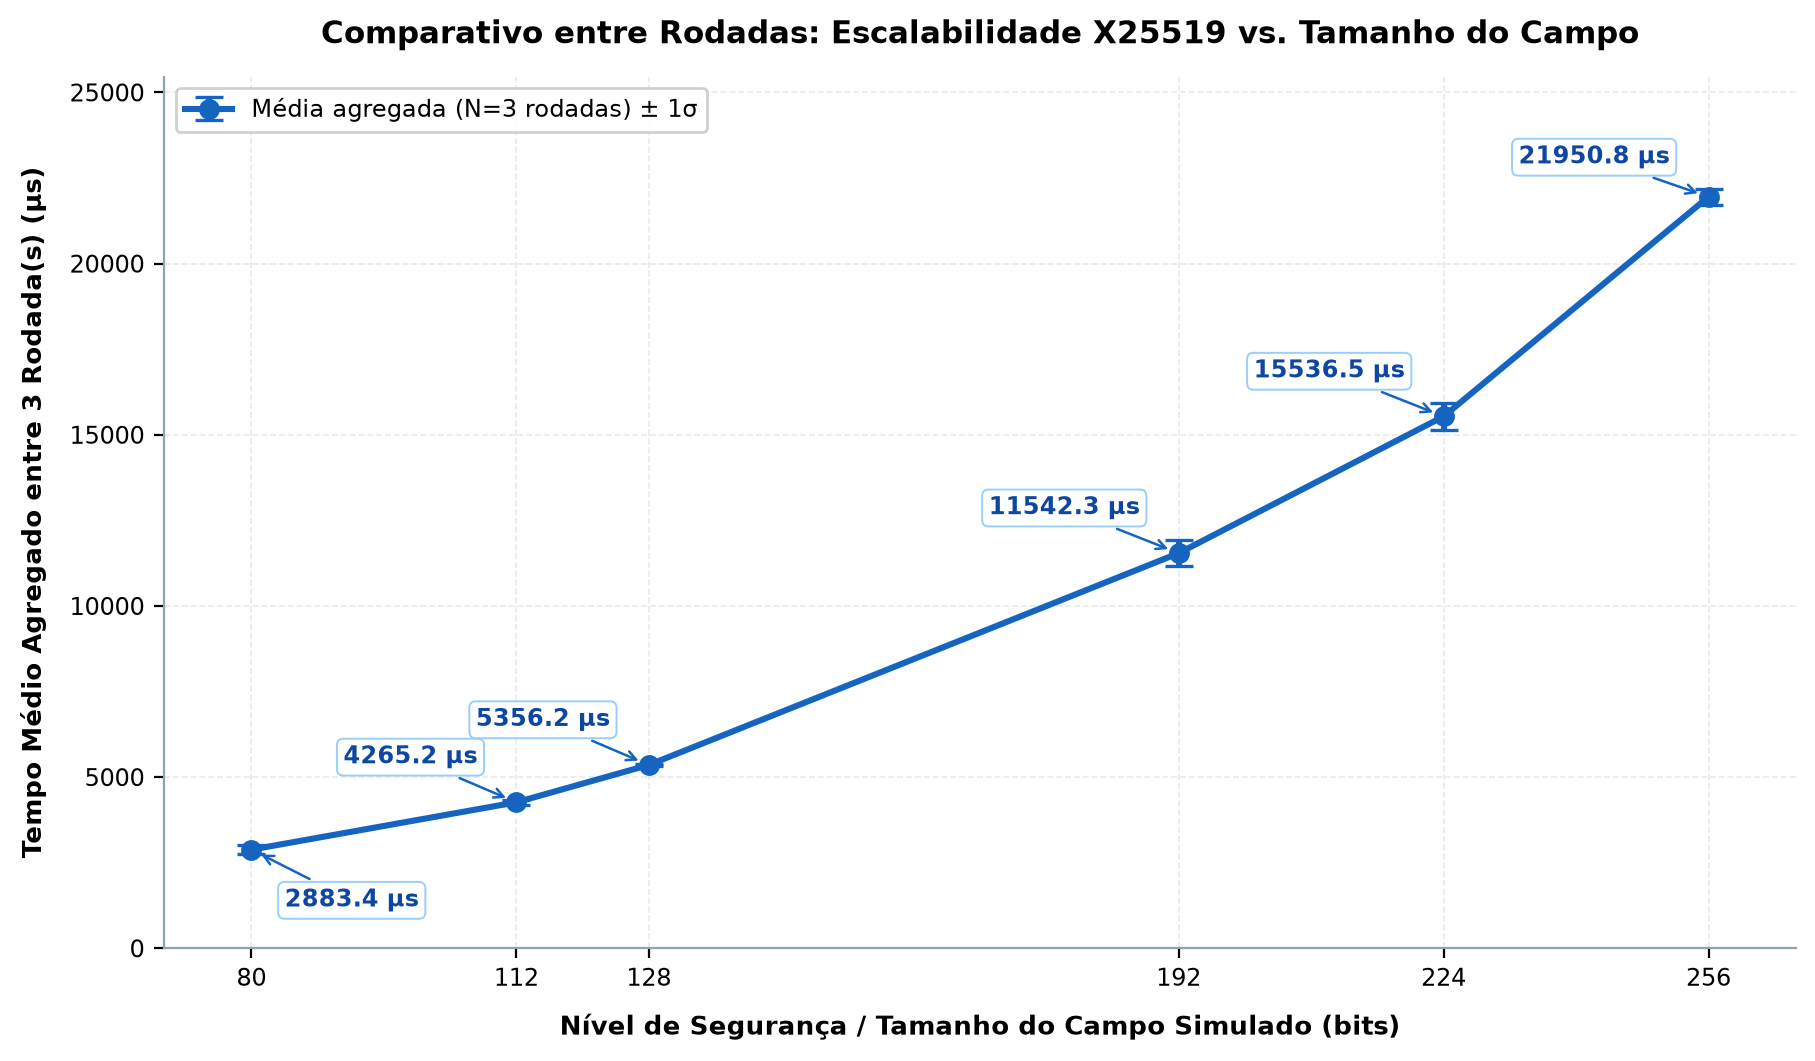 Comparativo entre Rodadas: Escalabilidade X25519 vs. Tamanho do Campo
Média agregada (N=3 rodadas) ± 1σ
Tempo Médio Agregado entre 3 Rodada(s) (µs)
25000
20000
15000
10000
5000
0
21950.8 µs
15536.5 µs
11542.3 µs
5356.2 µs
4265.2 µs
2883.4 µs
80
112
128
192
224
256
Nível de Segurança / Tamanho do Campo Simulado (bits)